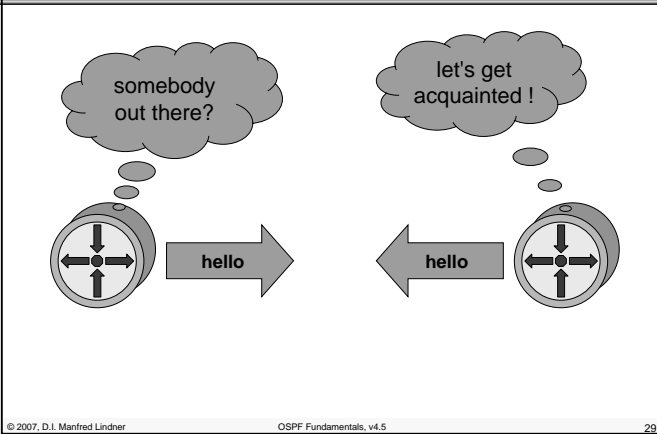 somebody
out there?
let's get
acquainted !
hello
hello
© 2007, D.I. Manfred Lindner
OSPF Fundamentals, v4.5
29